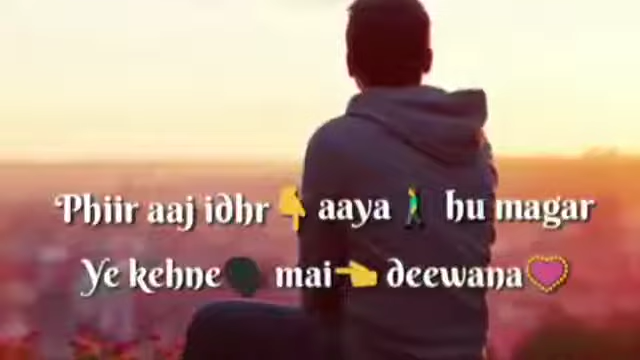 Phiir aaj idhr👇 aaya🚶‍♂️ hu magar
Ye kehne🗣 mai👈 deewana💟